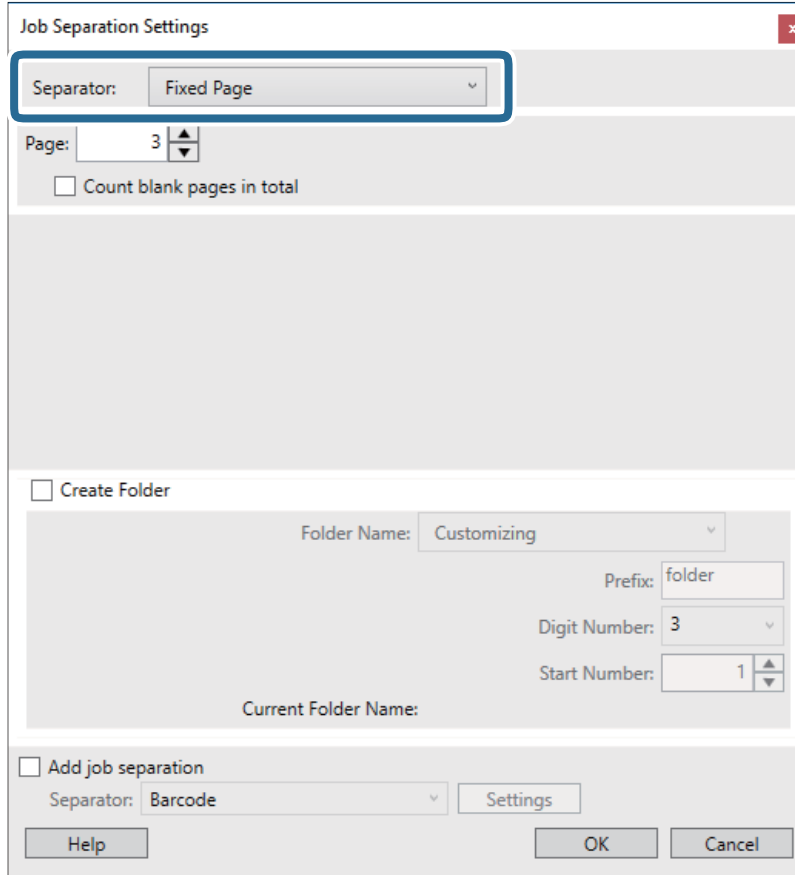 Job Separation Settings
x
Separator: Fixed Page
Page: 3
Count blank pages in total
Create Folder
Folder Name: Customizing
Prefix: folder
Digit Number: 3
Start Number: 1
Current Folder Name:
Add job separation
Separator: Barcode Settings
Help OK Cancel